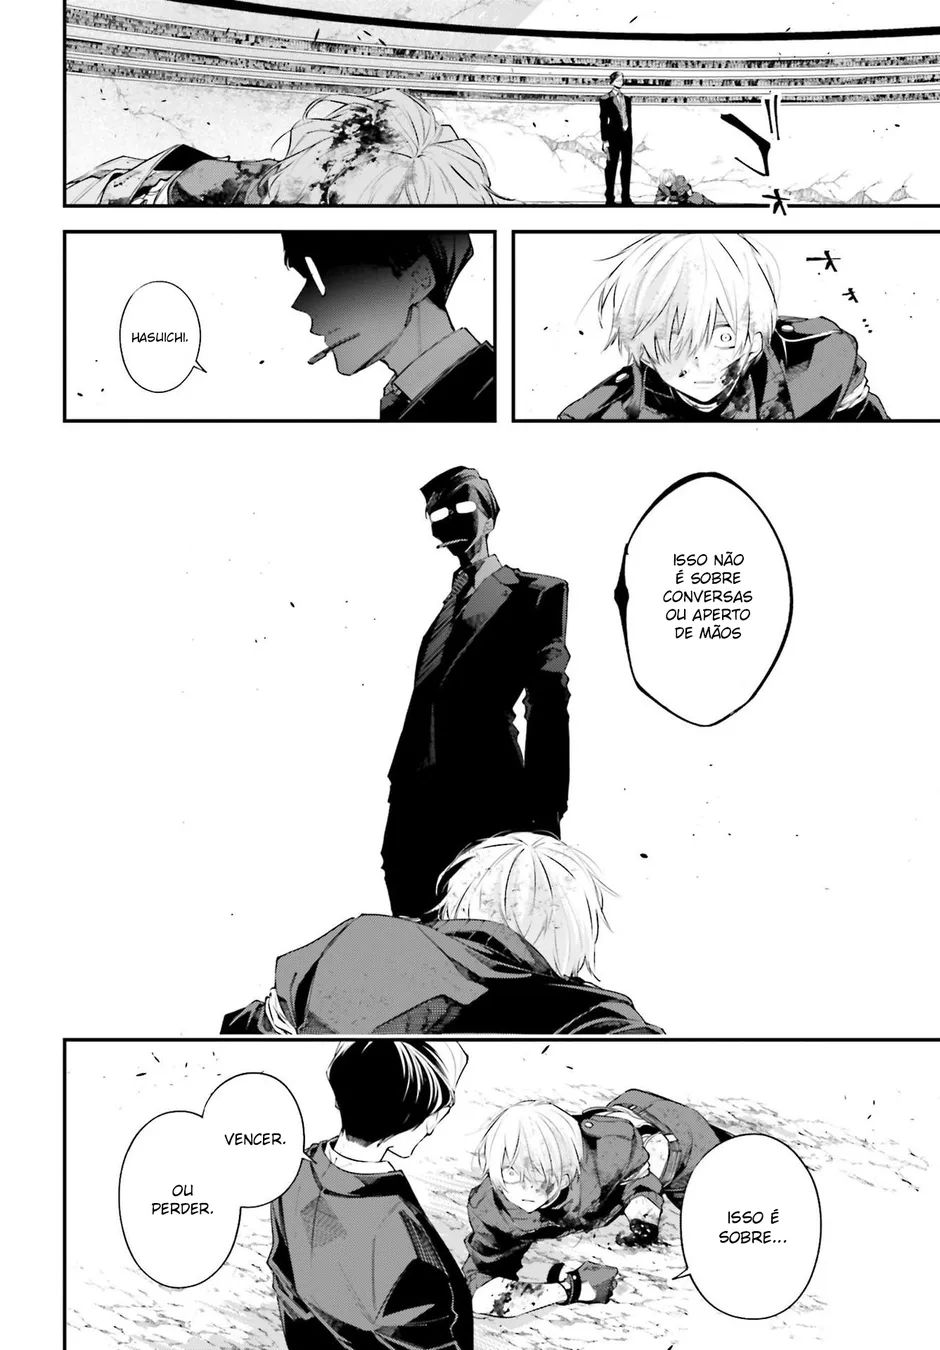 HASUICHI.
ISSO NÃO
É SOBRE
CONVERSAS
OU APERTO
DE MÃOS
ISSO É
SOBRE...
VENCER.
OU
PERDER.